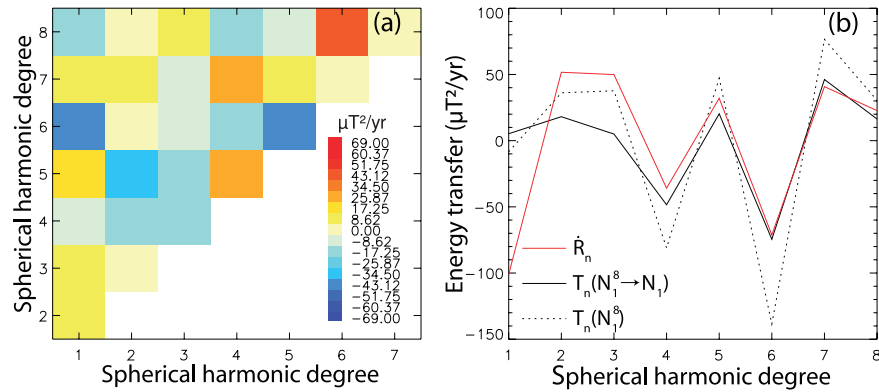 (a)
Spherical harmonic degree
8
7
6
5
4
3
2
1 2 3 4 5 6 7
Spherical harmonic degree
μT²/yr
69.00
60.37
51.75
43.12
34.50
25.87
17.25
8.62
0.00
−8.62
−17.25
−25.87
−34.50
−43.12
−51.75
−60.37
−69.00
(b)
Energy transfer (μT²/yr)
100
50
0
−50
−100
−150
Ṙₙ
Tₙ(N₁⁸→N₁)
Tₙ(N₁⁸)
1 2 3 4 5 6 7 8
Spherical harmonic degree